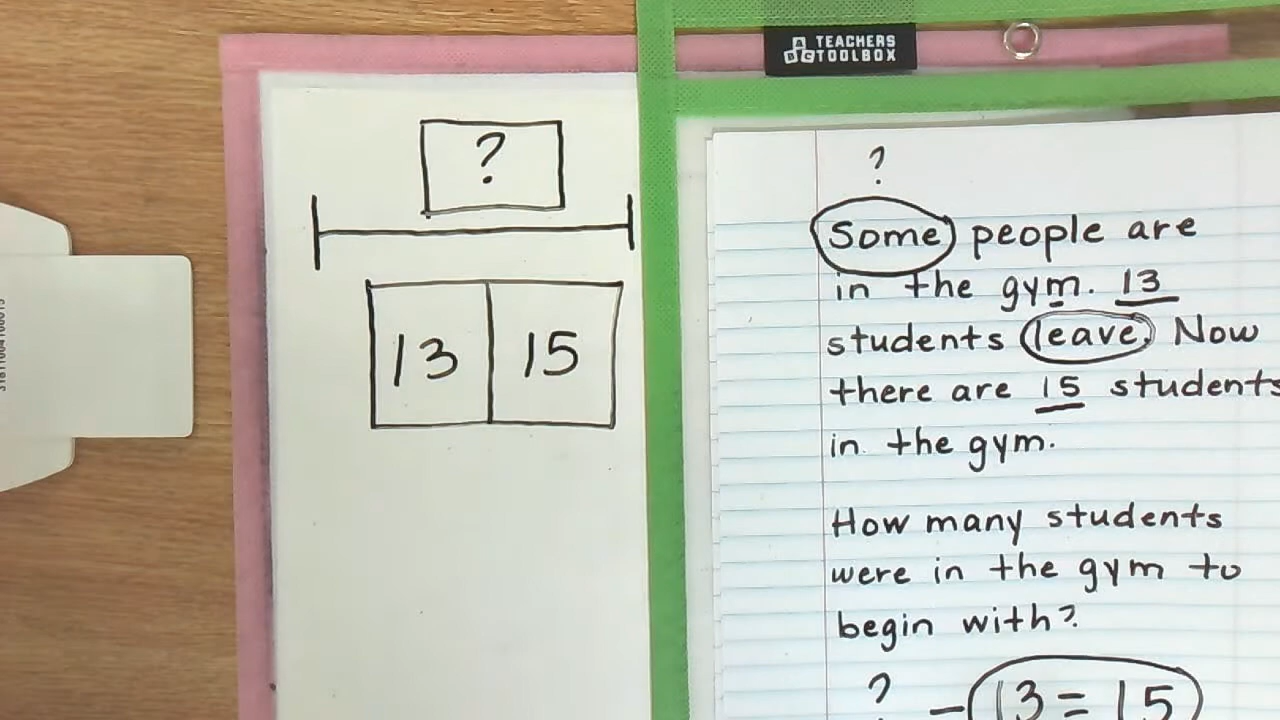 TEACHERS
TOOLBOX
?
13 15
?
Some people are
in the gym. 13
students leave. Now
there are 15 students
in the gym.
How many students
were in the gym to
begin with?
? - 13 = 15